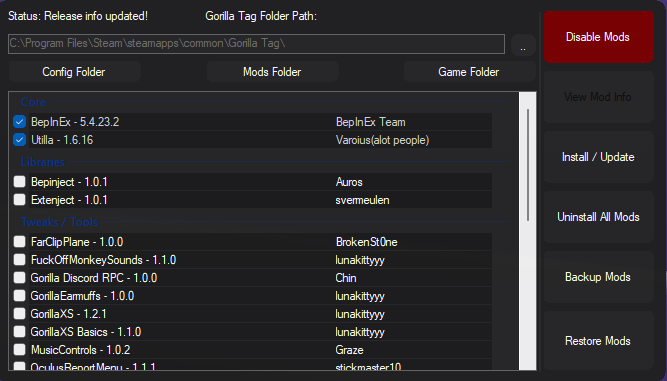 Status: Release info updated! Gorilla Tag Folder Path:
C:\Program Files\Steam\steamapps\common\Gorilla Tag\ ..
Config Folder Mods Folder Game Folder
Core
BepInEx - 5.4.23.2 BepInEx Team
Utilla - 1.6.16 Varoius(alot people)
Libraries
Bepinject - 1.0.1 Auros
Extenject - 1.0.1 svermeulen
Tweaks / Tools
FarClipPlane - 1.0.0 BrokenSt0ne
FuckOffMonkeySounds - 1.1.0 lunakittyyy
Gorilla Discord RPC - 1.0.0 Chin
GorillaEarmuffs - 1.0.0 lunakittyyy
GorillaXS - 1.2.1 lunakittyyy
GorillaXS Basics - 1.1.0 lunakittyyy
MusicControls - 1.0.2 Graze
OculusReportMenu - 1.1.1 stickmaster10
Disable Mods
View Mod Info
Install / Update
Uninstall All Mods
Backup Mods
Restore Mods